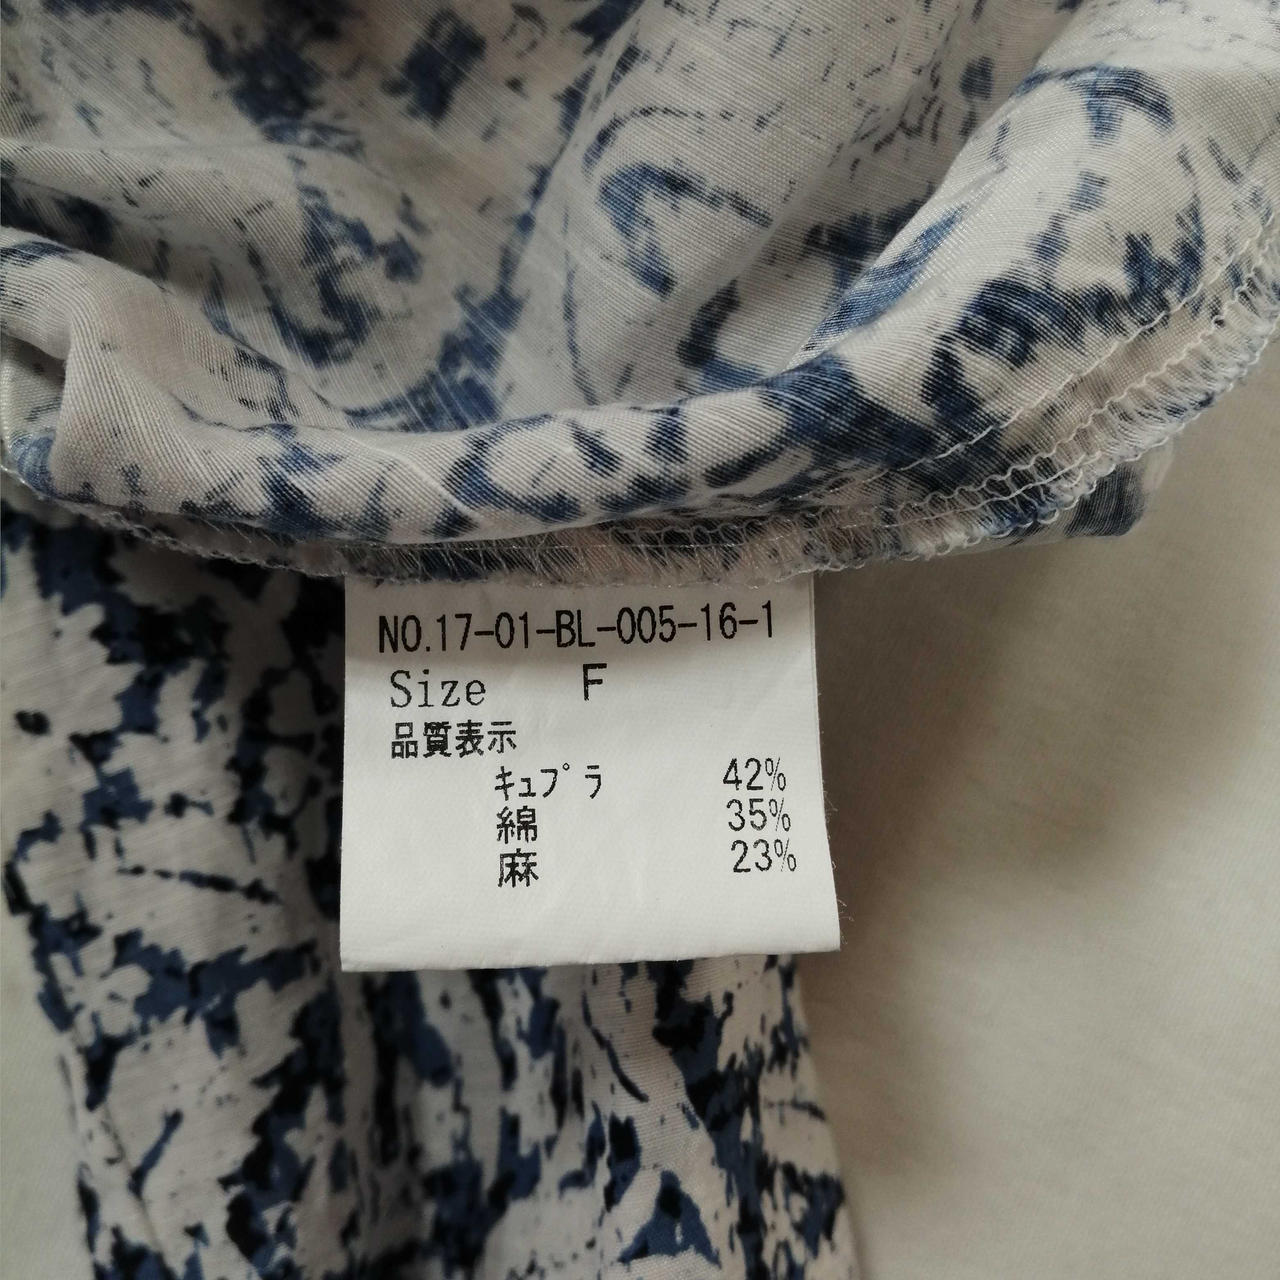 NO.17-01-BL-005-16-1
Size F
品質表示
ｷｭﾌﾟﾗ 42%
綿 35%
麻 23%